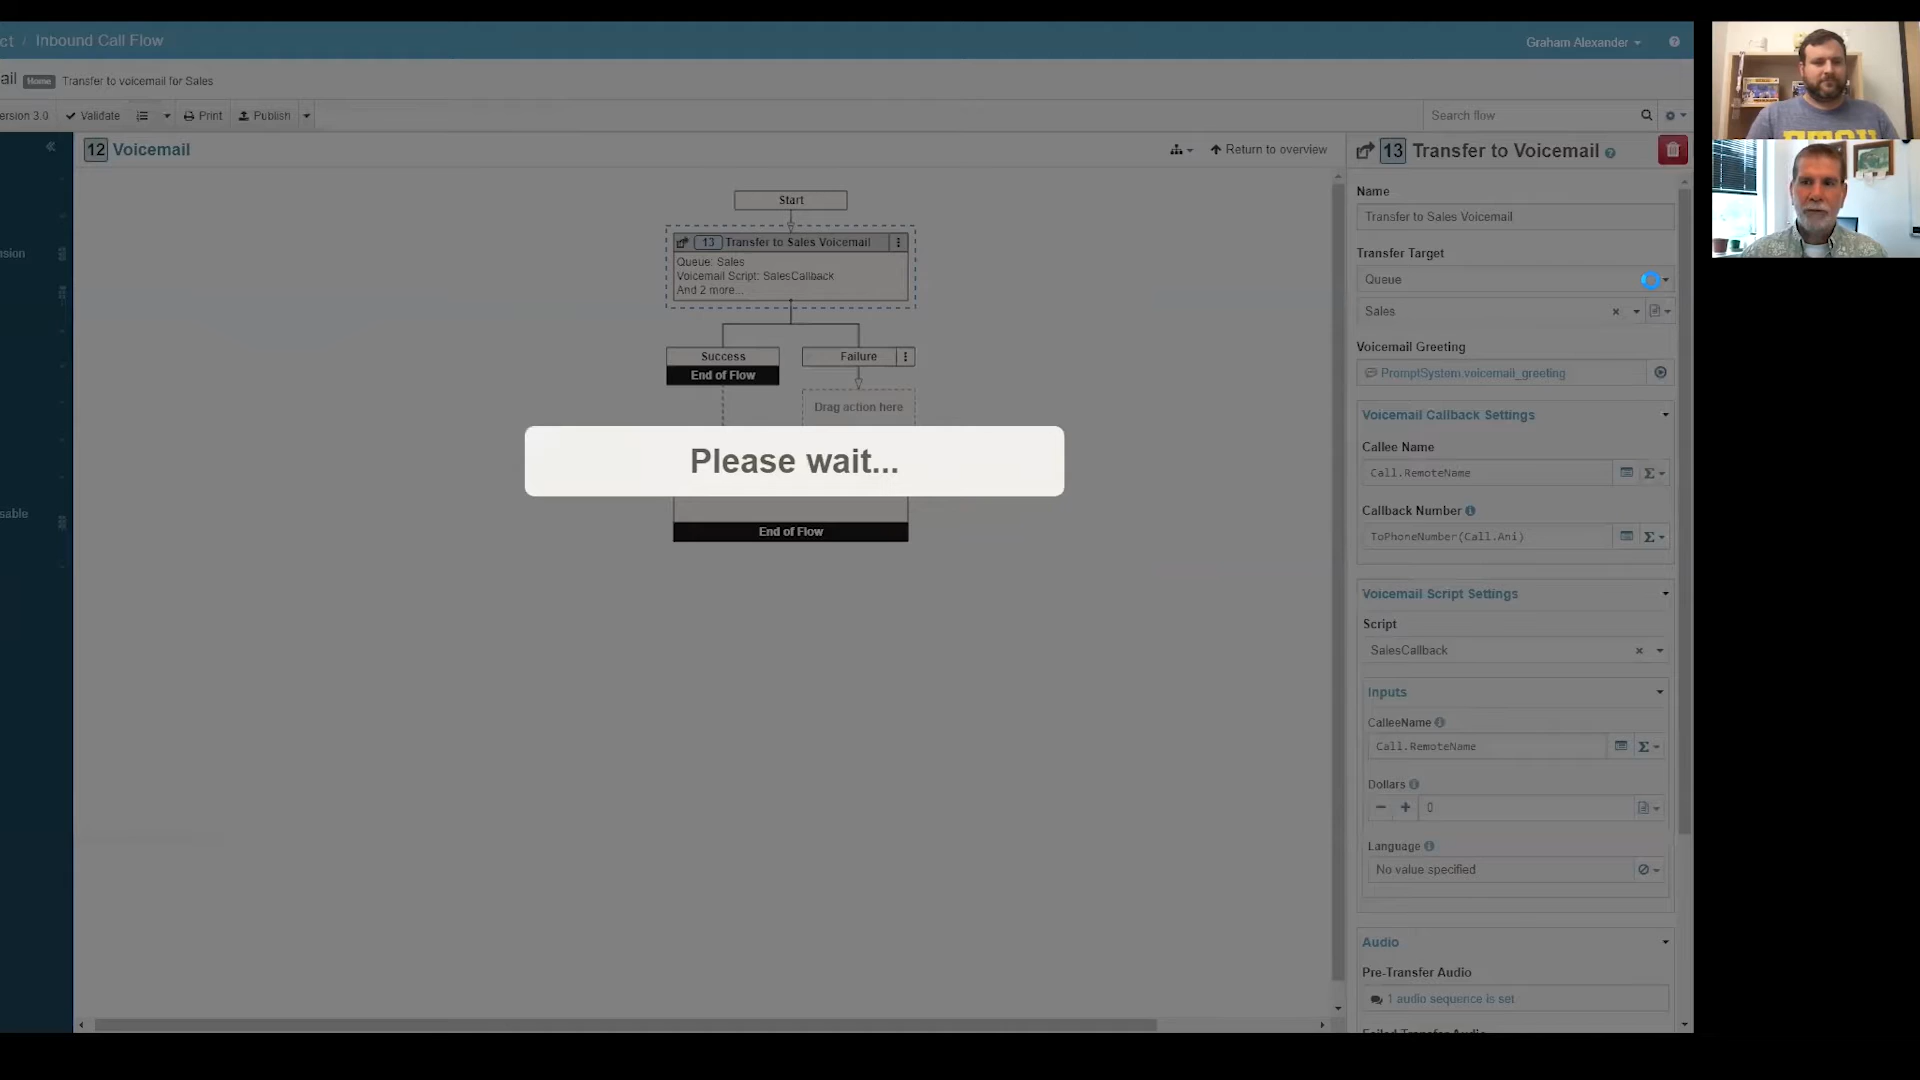 ct / Inbound Call Flow
Graham Alexander
ail Home Transfer to voicemail for Sales
ersion 3.0 Validate Print Publish
Search flow
12 Voicemail
Return to overview
13 Transfer to Voicemail
Start
13 Transfer to Sales Voicemail
Queue: Sales
Voicemail Script: SalesCallback
And 2 more...
Success
End of Flow
Failure
Drag action here
Please wait...
End of Flow
nsion
sable
Name
Transfer to Sales Voicemail
Transfer Target
Queue
Sales
Voicemail Greeting
PromptSystem.voicemail_greeting
Voicemail Callback Settings
Callee Name
Call.RemoteName
Callback Number
ToPhoneNumber(Call.Ani)
Voicemail Script Settings
Script
SalesCallback
Inputs
CalleeName
Call.RemoteName
Dollars
0
Language
No value specified
Audio
Pre-Transfer Audio
1 audio sequence is set
Failed Transfer Audio